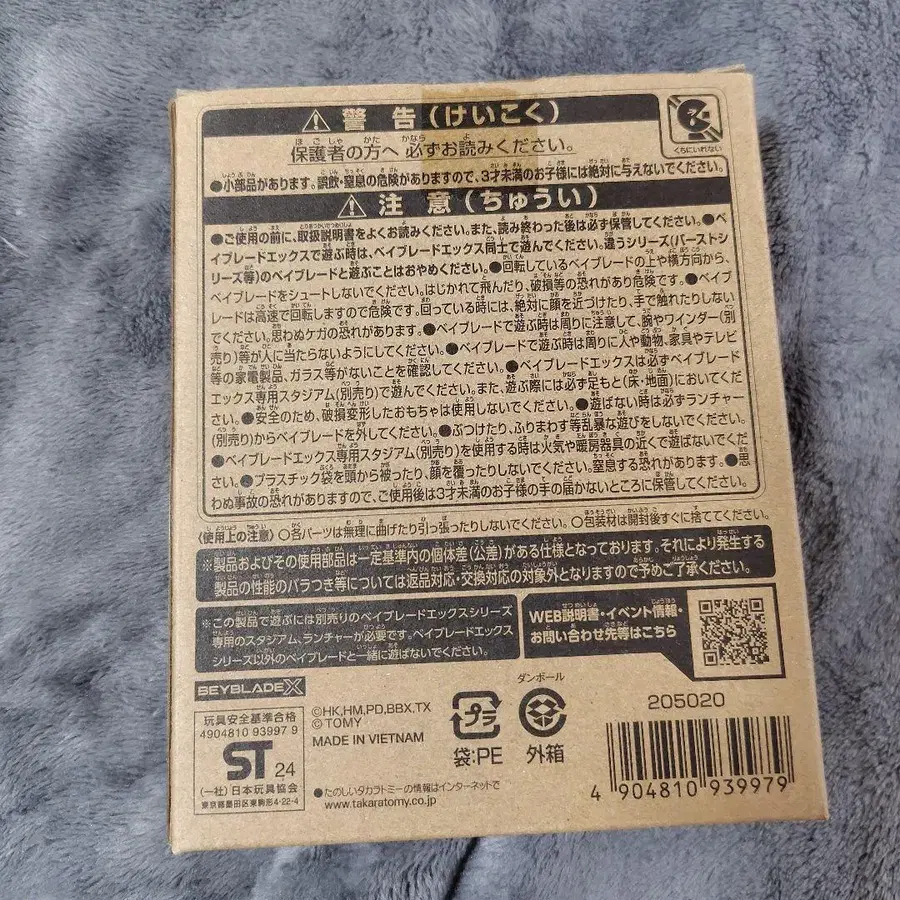 ⚠ 警告(けいこく)
保護者の方へ 必ずお読みください。
くちにいれない
●小部品があります。誤飲・窒息の危険がありますので、3才未満のお子様には絶対に与えないでください。
⚠ 注意(ちゅうい)
●ご使用の前に、取扱説明書をよくお読みください。また、読み終わった後は必ず保管してください。●ベ
イブレードエックスで遊ぶ時は、ベイブレードエックス同士で遊んでください。違うシリーズ(バーストシ
リーズ等)のベイブレードと遊ぶことはおやめください。●回転しているベイブレードの上や横方向から、
ベイブレードをシュートしないでください。はじかれて飛んだり、破損等の恐れがあり危険です。●ベイブ
レードは高速で回転しますので危険です。回っている時には、絶対に顔を近づけたり、手で触れたりしない
でください。思わぬケガの恐れがあります。●ベイブレードで遊ぶ時は周りに注意して、腕やワインダー(別
売り)等が人に当たらないようにしてください。●ベイブレードで遊ぶ時は周りに人や動物、家具やテレビ
等の家電製品、ガラス等がないことを確認してください。●ベイブレードエックスは必ずベイブレード
エックス専用スタジアム(別売り)で遊んでください。また、遊ぶ際には必ず足もと(床・地面)においてくだ
さい。●安全のため、破損変形したおもちゃは使用しないでください。●遊ばない時は必ずランチャー
(別売り)からベイブレードを外してください。●ぶつけたり、ふりまわす等乱暴な遊びをしないでくださ
い。●ベイブレードエックス専用スタジアム(別売り)を使用する時は火気や暖房器具の近くで遊ばないでくだ
さい。●プラスチック袋を頭から被ったり、顔を覆ったりしないでください。窒息する恐れがあります。●思
わぬ事故の恐れがありますので、ご使用後は3才未満のお子様の手の届かないところに保管してください。
〈使用上の注意〉 ○各パーツは無理に曲げたり引っ張ったりしないでください。 ○包装材は開封後すぐに捨ててください。
※製品およびその使用部品は一定基準内の個体差(公差)がある仕様となっております。それにより発生する
製品の性能のバラつき等については返品対応・交換対応の対象外となりますので予めご了承ください。
※この製品で遊ぶには別売りのベイブレードエックスシリーズ
専用のスタジアム、ランチャーが必要です。ベイブレードエックス
シリーズ以外のベイブレードと一緒に遊ばないでください。
WEB説明書・イベント情報・
お問い合わせ先等はこちら
BEYBLADE X
玩具安全基準合格
4904810 93997 9
ST 24
(一社)日本玩具協会
東京都墨田区東駒形4-22-4
©HK,HM,PD,BBX,TX
© TOMY
MADE IN VIETNAM
プラ
袋:PE
ダンボール
外箱
●たのしいタカラトミーの情報はインターネットで
www.takaratomy.co.jp
205020
4 904810 939979